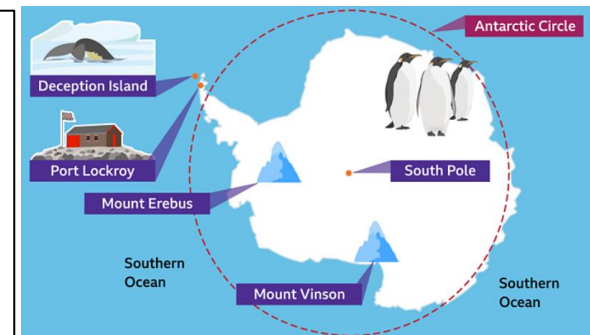 Antarctic Circle
Deception Island
Port Lockroy
South Pole
Mount Erebus
Southern
Ocean
Mount Vinson
Southern
Ocean